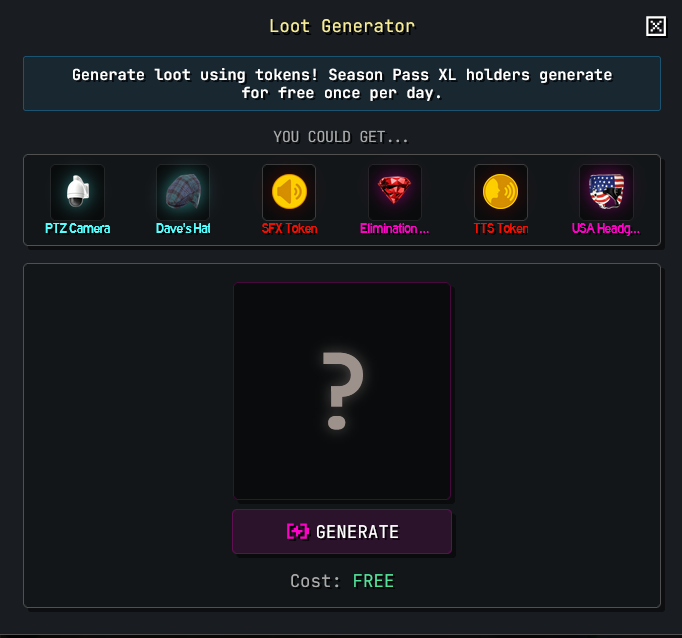 Loot Generator
Generate loot using tokens! Season Pass XL holders generate
for free once per day.
YOU COULD GET...
PTZ Camera
Dave's Hat
SFX Token
Elimination ...
TTS Token
USA Headg...
?
GENERATE
Cost: FREE